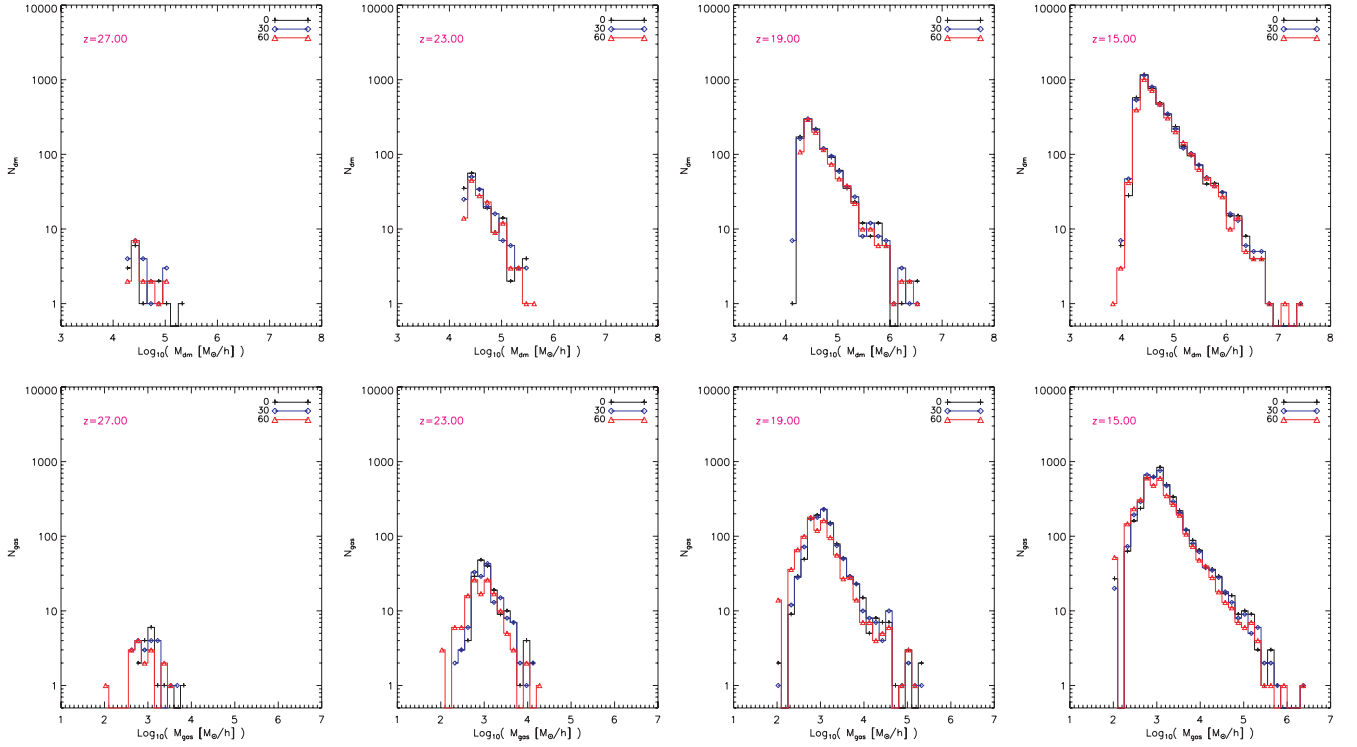 10000
1000
100
10
1
N_dm
z=27.00
0
30
60
3 4 5 6 7 8
Log₁₀( M_dm [M_⊙/h] )
10000
1000
100
10
1
N_dm
z=23.00
0
30
60
3 4 5 6 7 8
Log₁₀( M_dm [M_⊙/h] )
10000
1000
100
10
1
N_dm
z=19.00
0
30
60
3 4 5 6 7 8
Log₁₀( M_dm [M_⊙/h] )
10000
1000
100
10
1
N_dm
z=15.00
0
30
60
3 4 5 6 7 8
Log₁₀( M_dm [M_⊙/h] )
10000
1000
100
10
1
N_gas
z=27.00
0
30
60
1 2 3 4 5 6 7
Log₁₀( M_gas [M_⊙/h] )
10000
1000
100
10
1
N_gas
z=23.00
0
30
60
1 2 3 4 5 6 7
Log₁₀( M_gas [M_⊙/h] )
10000
1000
100
10
1
N_gas
z=19.00
0
30
60
1 2 3 4 5 6 7
Log₁₀( M_gas [M_⊙/h] )
10000
1000
100
10
1
N_gas
z=15.00
0
30
60
1 2 3 4 5 6 7
Log₁₀( M_gas [M_⊙/h] )